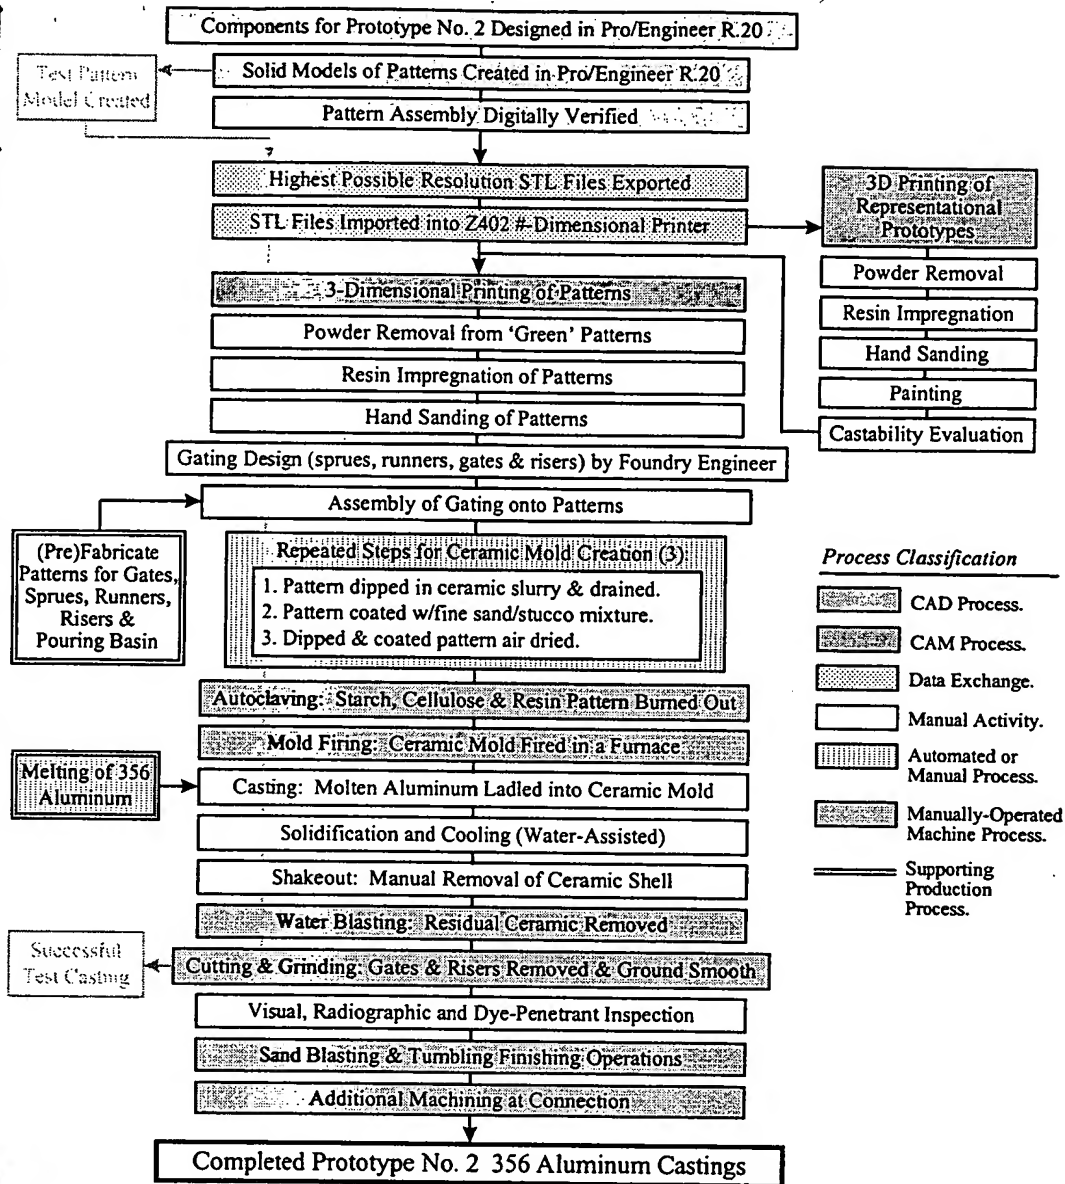 Components for Prototype No. 2 Designed in Pro/Engineer R.20
Test Pattern
Model Created
Solid Models of Patterns Created in Pro/Engineer R.20
Pattern Assembly Digitally Verified
Highest Possible Resolution STL Files Exported
STL Files Imported into Z402 #-Dimensional Printer
3D Printing of
Representational
Prototypes
Powder Removal
Resin Impregnation
Hand Sanding
Painting
Castability Evaluation
3-Dimensional Printing of Patterns
Powder Removal from 'Green' Patterns
Resin Impregnation of Patterns
Hand Sanding of Patterns
Gating Design (sprues, runners, gates & risers) by Foundry Engineer
Assembly of Gating onto Patterns
(Pre)Fabricate
Patterns for Gates,
Sprues, Runners,
Risers &
Pouring Basin
Repeated Steps for Ceramic Mold Creation (3):
1. Pattern dipped in ceramic slurry & drained.
2. Pattern coated w/fine sand/stucco mixture.
3. Dipped & coated pattern air dried.
Autoclaving: Starch, Cellulose & Resin Pattern Burned Out
Mold Firing: Ceramic Mold Fired in a Furnace
Melting of 356
Aluminum
Casting: Molten Aluminum Ladled into Ceramic Mold
Solidification and Cooling (Water-Assisted)
Shakeout: Manual Removal of Ceramic Shell
Water Blasting: Residual Ceramic Removed
Successful
Test Casting
Cutting & Grinding: Gates & Risers Removed & Ground Smooth
Visual, Radiographic and Dye-Penetrant Inspection
Sand Blasting & Tumbling Finishing Operations
Additional Machining at Connection
Completed Prototype No. 2 356 Aluminum Castings
Process Classification
CAD Process.
CAM Process.
Data Exchange.
Manual Activity.
Automated or
Manual Process.
Manually-Operated
Machine Process.
Supporting
Production
Process.